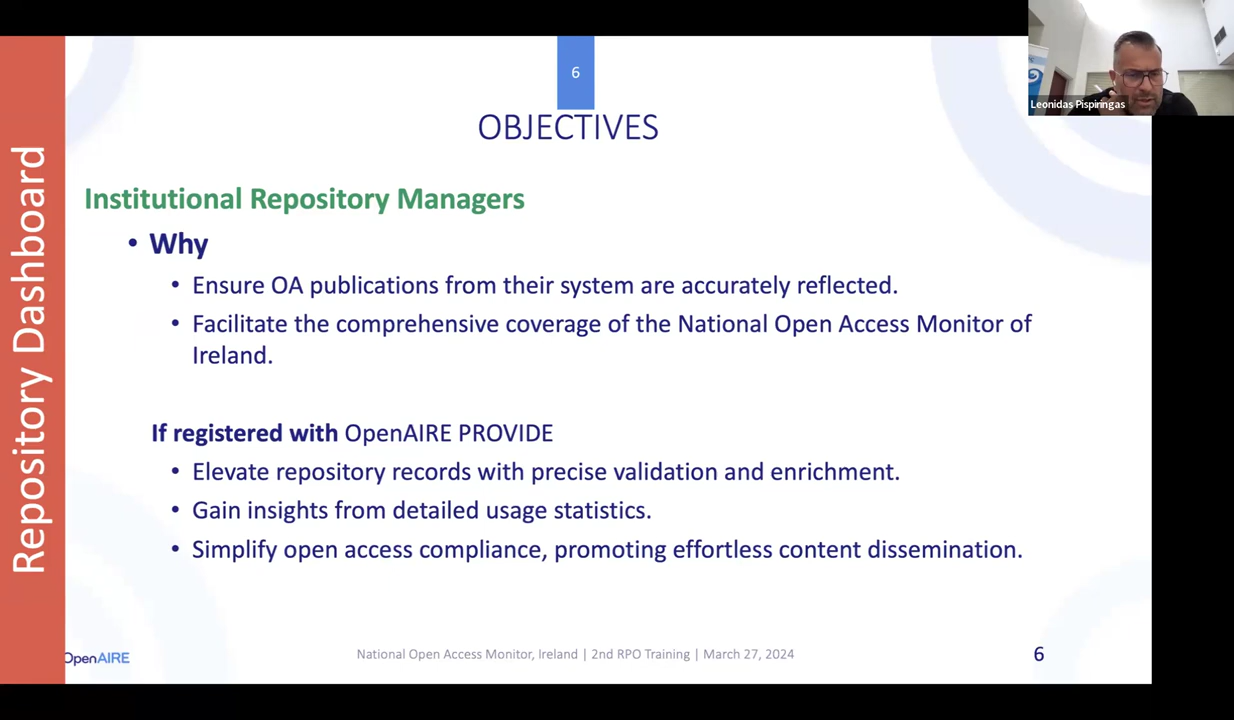 6
OBJECTIVES
Leonidas Pispiringas
Repository Dashboard
Institutional Repository Managers
• Why
• Ensure OA publications from their system are accurately reflected.
• Facilitate the comprehensive coverage of the National Open Access Monitor of
Ireland.
If registered with OpenAIRE PROVIDE
• Elevate repository records with precise validation and enrichment.
• Gain insights from detailed usage statistics.
• Simplify open access compliance, promoting effortless content dissemination.
OpenAIRE
National Open Access Monitor, Ireland | 2nd RPO Training | March 27, 2024
6